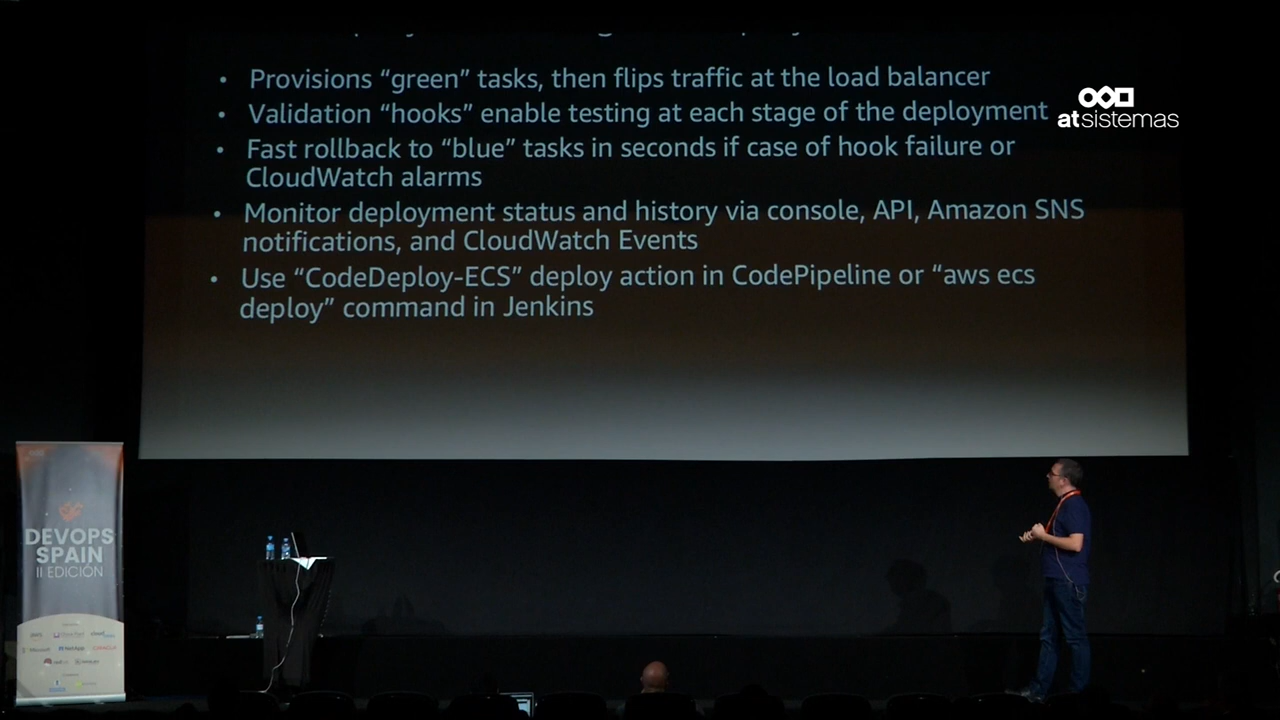 • Provisions “green” tasks, then flips traffic at the load balancer
• Validation “hooks” enable testing at each stage of the deployment
• Fast rollback to “blue” tasks in seconds if case of hook failure or
CloudWatch alarms
• Monitor deployment status and history via console, API, Amazon SNS
notifications, and CloudWatch Events
• Use “CodeDeploy-ECS” deploy action in CodePipeline or “aws ecs
deploy” command in Jenkins
atsistemas
DEVOPS
SPAIN
II EDICIÓN
Microsoft
NetApp
ORACLE